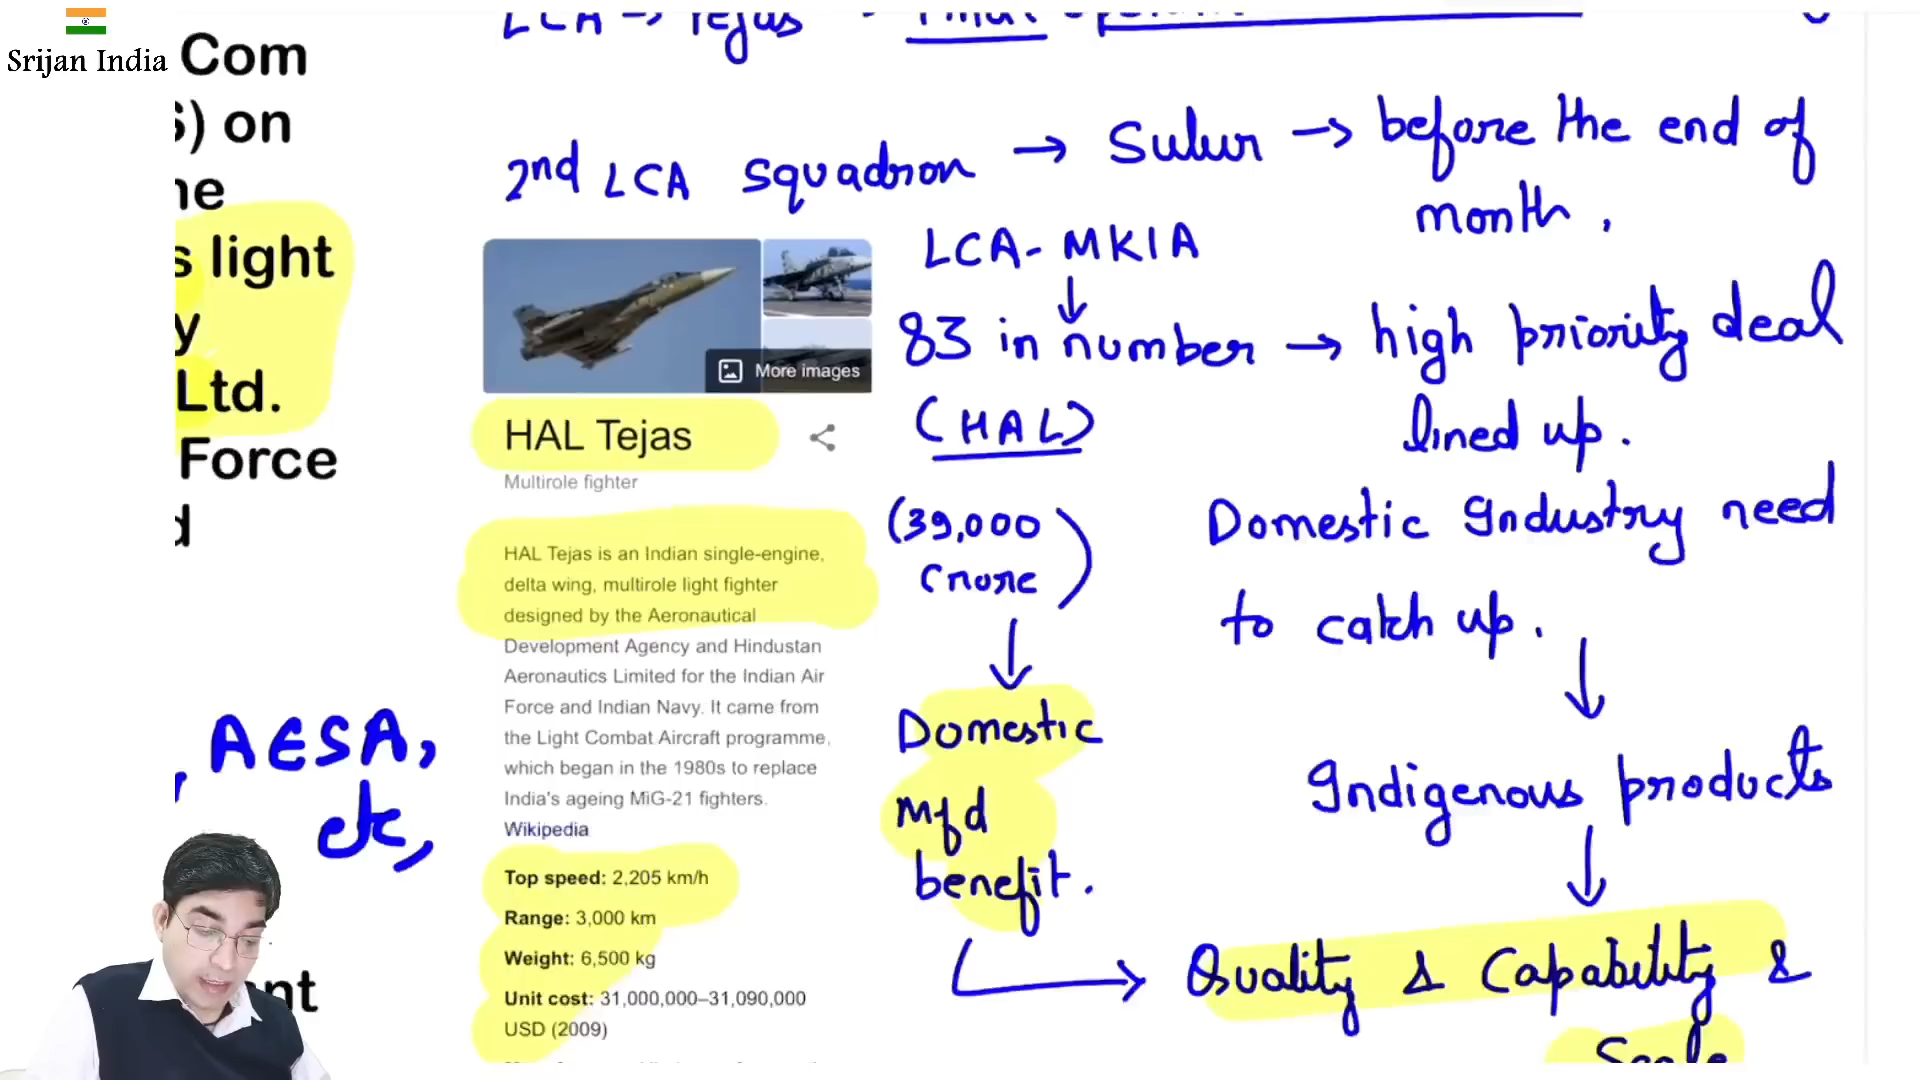 Srijan India
Com
S) on
ne
s light
y
Ltd.
Force
d
AESA,
etc,
nt
LCA → Tejas
2nd LCA squadron → Sulur → before the end of
month.
LCA- MK1A
↓
83 in number → high priority deal
lined up.
(HAL)
(39,000
crore)
↓
Domestic
Mfd
benefit.
Domestic Industry need
to catch up.
↓
Indigenous products
↓
Quality & Capability &
Scale
More images
HAL Tejas
Multirole fighter
HAL Tejas is an Indian single-engine,
delta wing, multirole light fighter
designed by the Aeronautical
Development Agency and Hindustan
Aeronautics Limited for the Indian Air
Force and Indian Navy. It came from
the Light Combat Aircraft programme,
which began in the 1980s to replace
India's ageing MiG-21 fighters.
Wikipedia
Top speed: 2,205 km/h
Range: 3,000 km
Weight: 6,500 kg
Unit cost: 31,000,000–31,090,000
USD (2009)